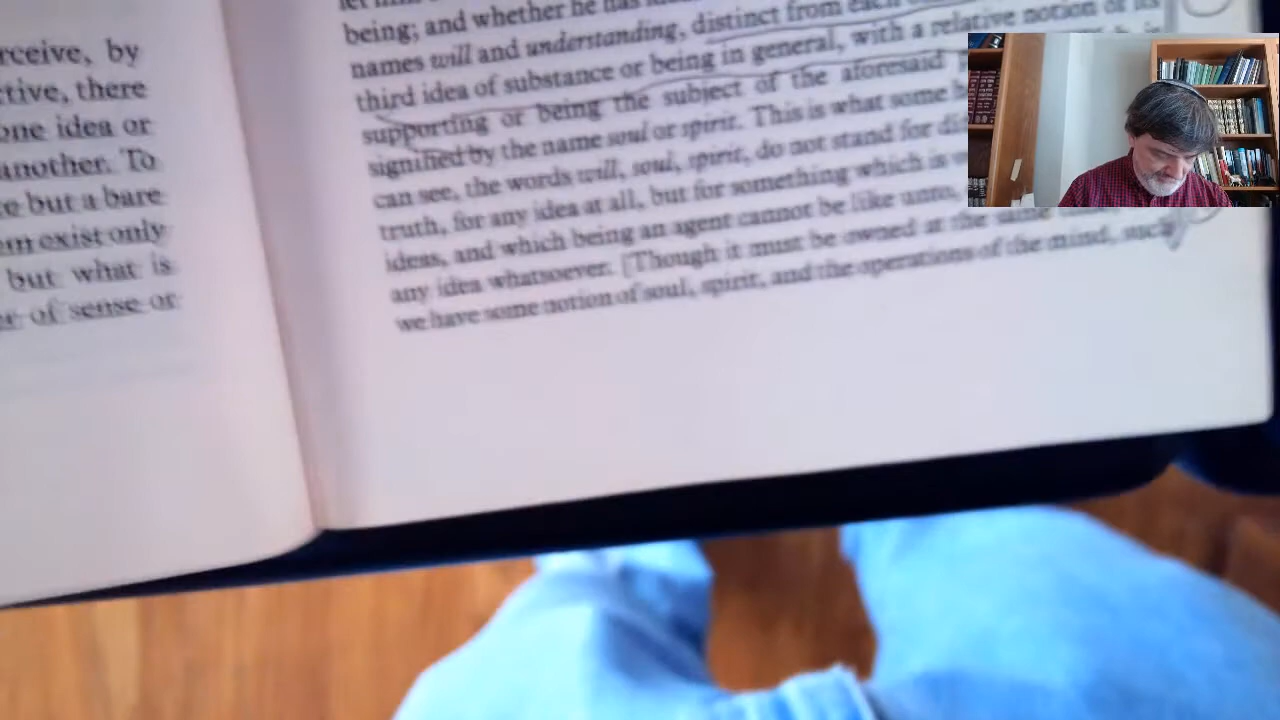 rceive, by
ctive, there
one idea or
another. To
e but a bare
em exist only
but what is
er of sense or
being; and whether he has
names will and understanding, distinct from each
third idea of substance or being in general, with a relative notion of its
supporting or being the subject of the aforesaid
signified by the name soul or spirit. This is what some h
can see, the words will, soul, spirit, do not stand for di
truth, for any idea at all, but for something which is
ideas, and which being an agent cannot be like unto,
any idea whatsoever. [Though it must be owned at the same
we have some notion of soul, spirit, and the operations of the mind, such